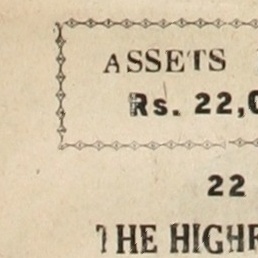 ASSETS
Rs. 22,0
22
THE HIGH